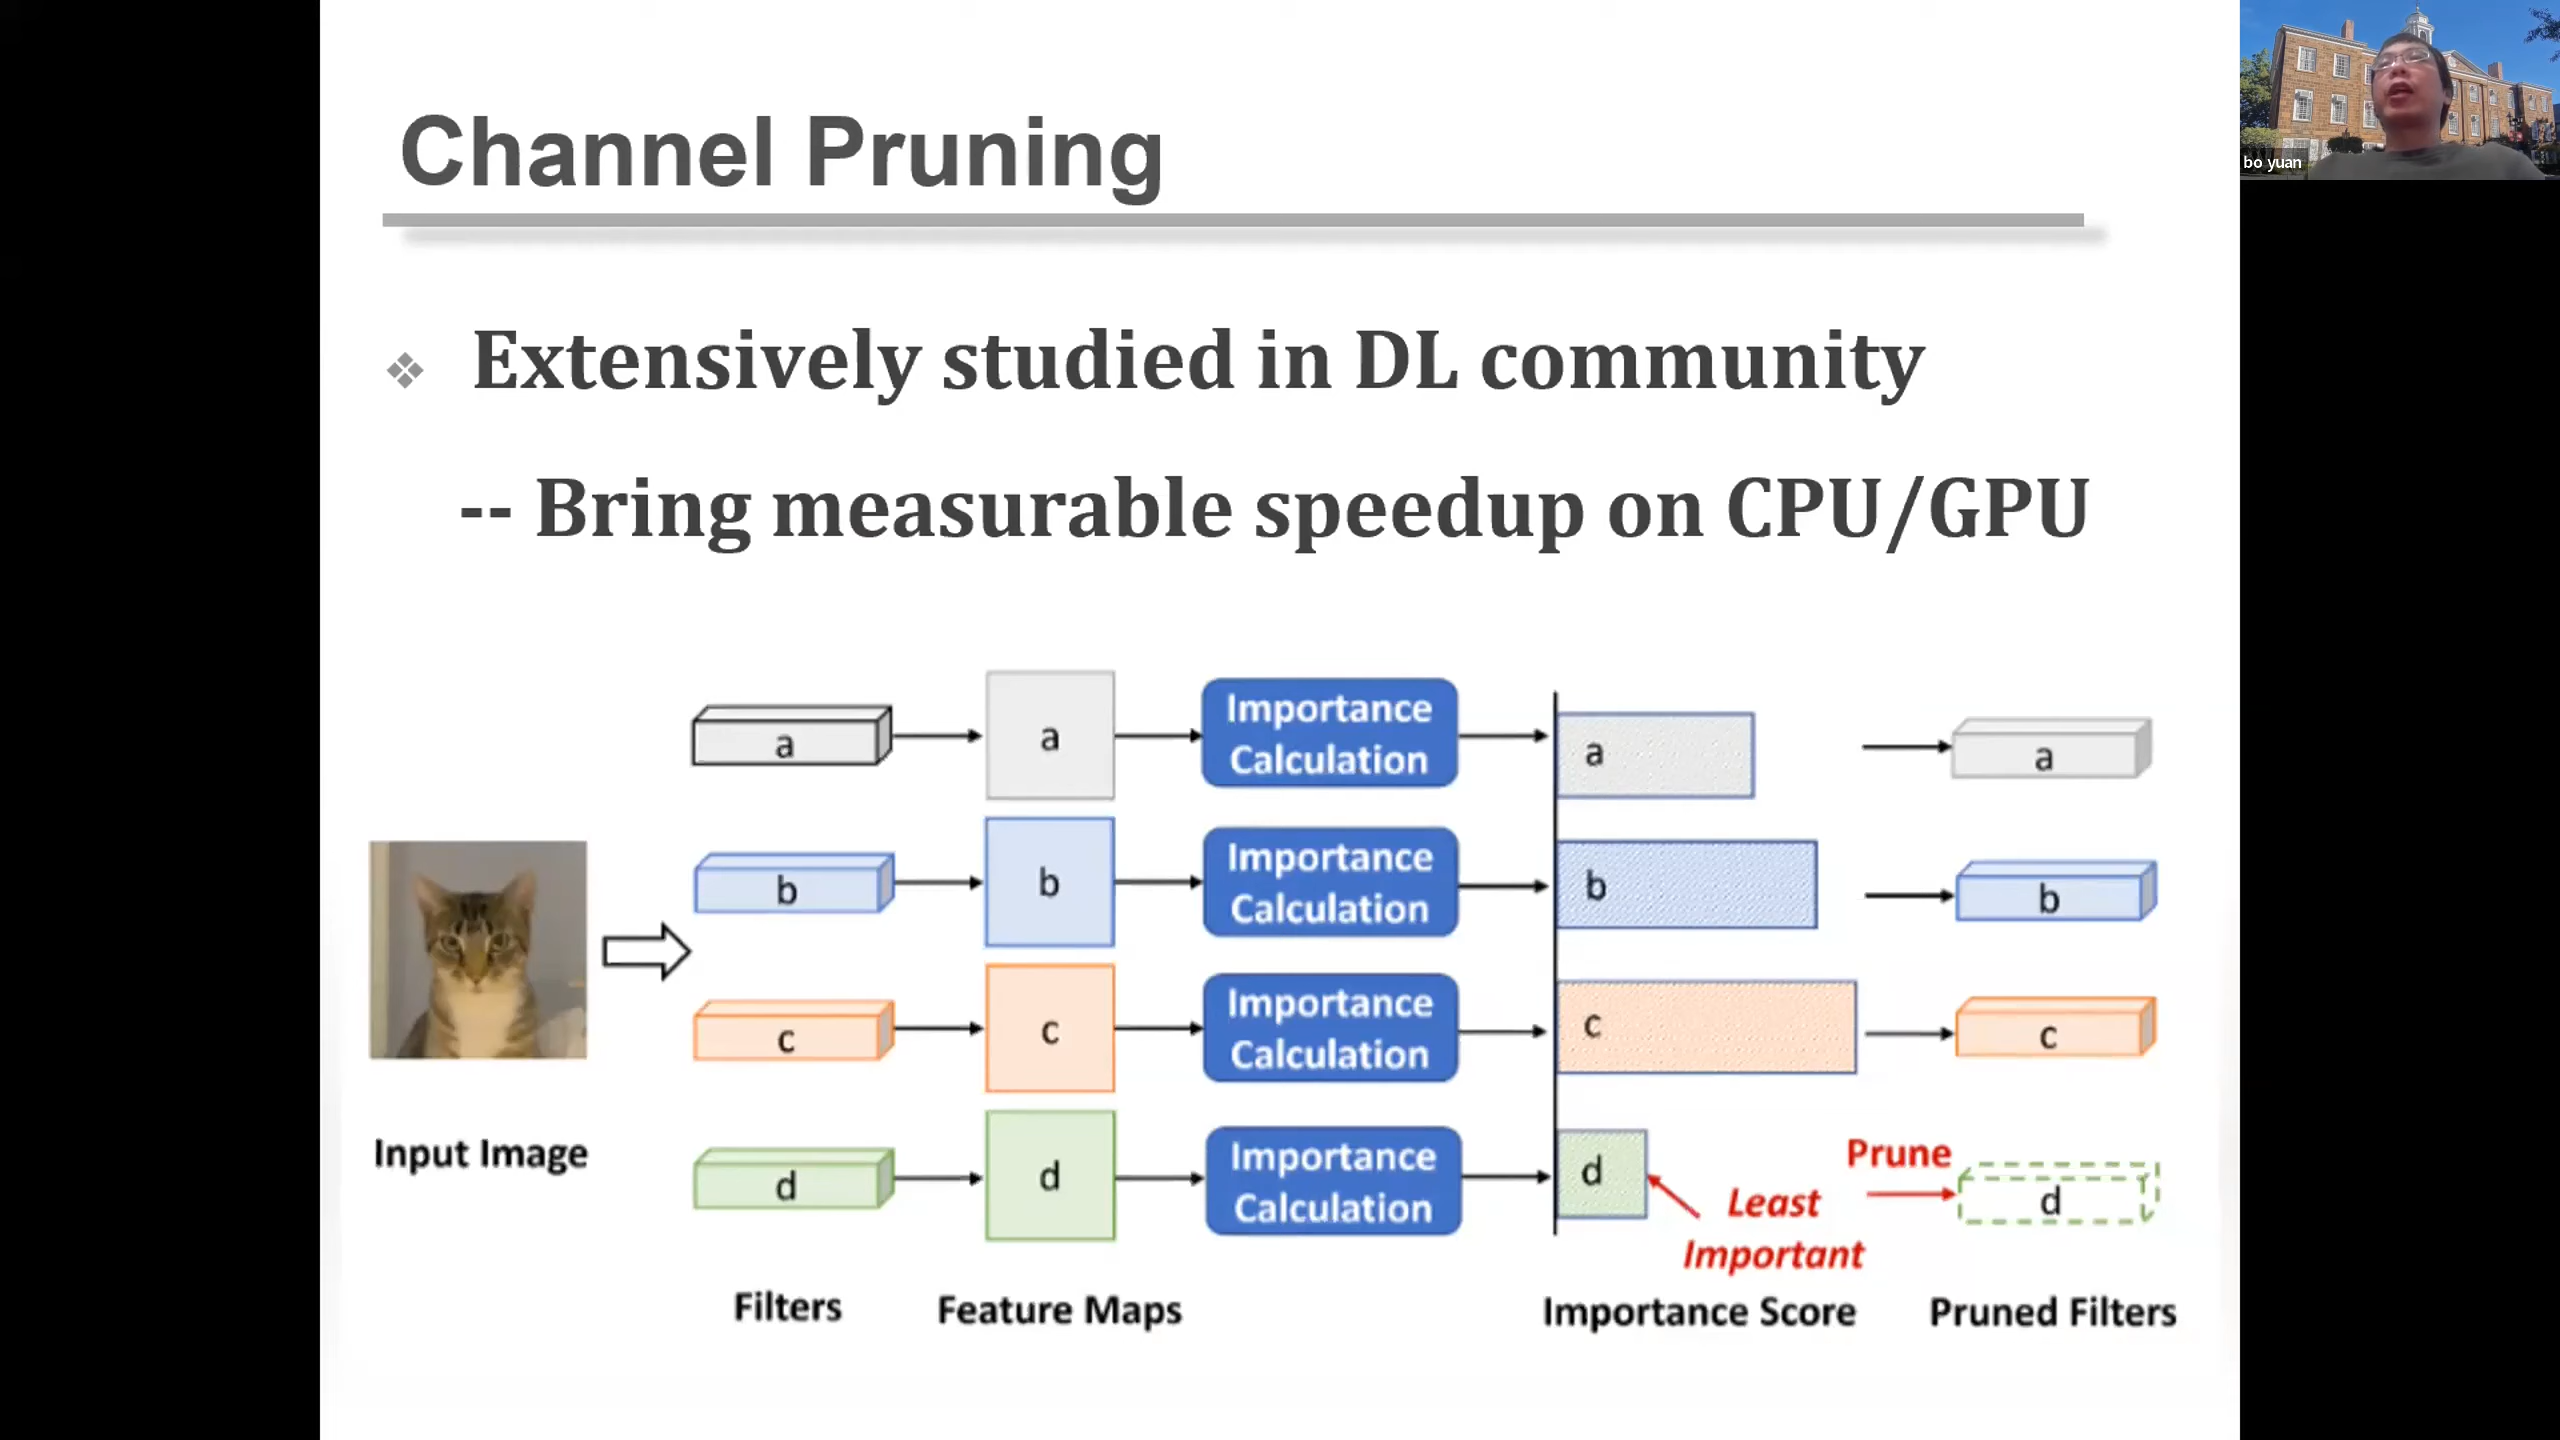 Channel Pruning
bo yuan
❖ Extensively studied in DL community
-- Bring measurable speedup on CPU/GPU
a
a
Importance
Calculation
a
a
b
b
Importance
Calculation
b
b
c
c
Importance
Calculation
c
c
d
d
Importance
Calculation
d
Least
Important
Prune
d
Input Image
Filters
Feature Maps
Importance Score
Pruned Filters